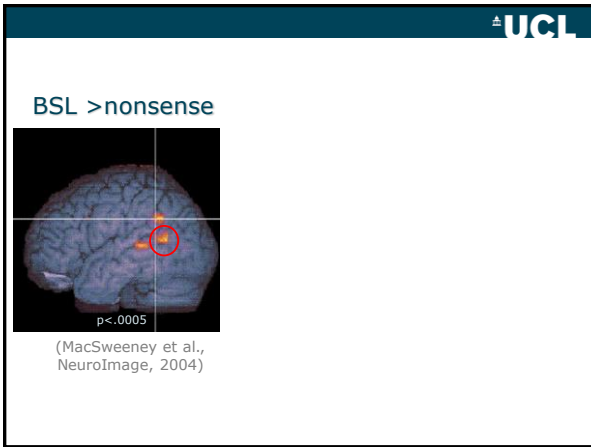 UCL
BSL >nonsense
p<.0005
(MacSweeney et al.,
NeuroImage, 2004)